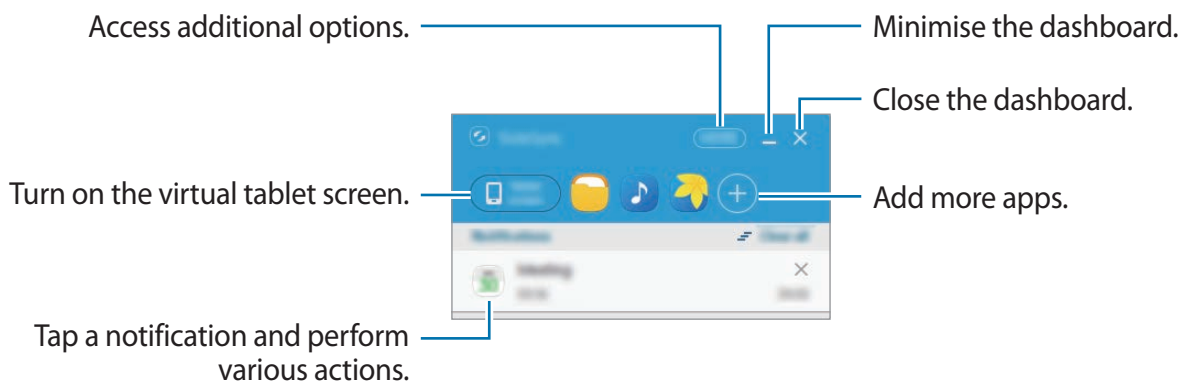 Access additional options.
Minimise the dashboard.
Close the dashboard.
Turn on the virtual tablet screen.
Add more apps.
Tap a notification and perform
various actions.